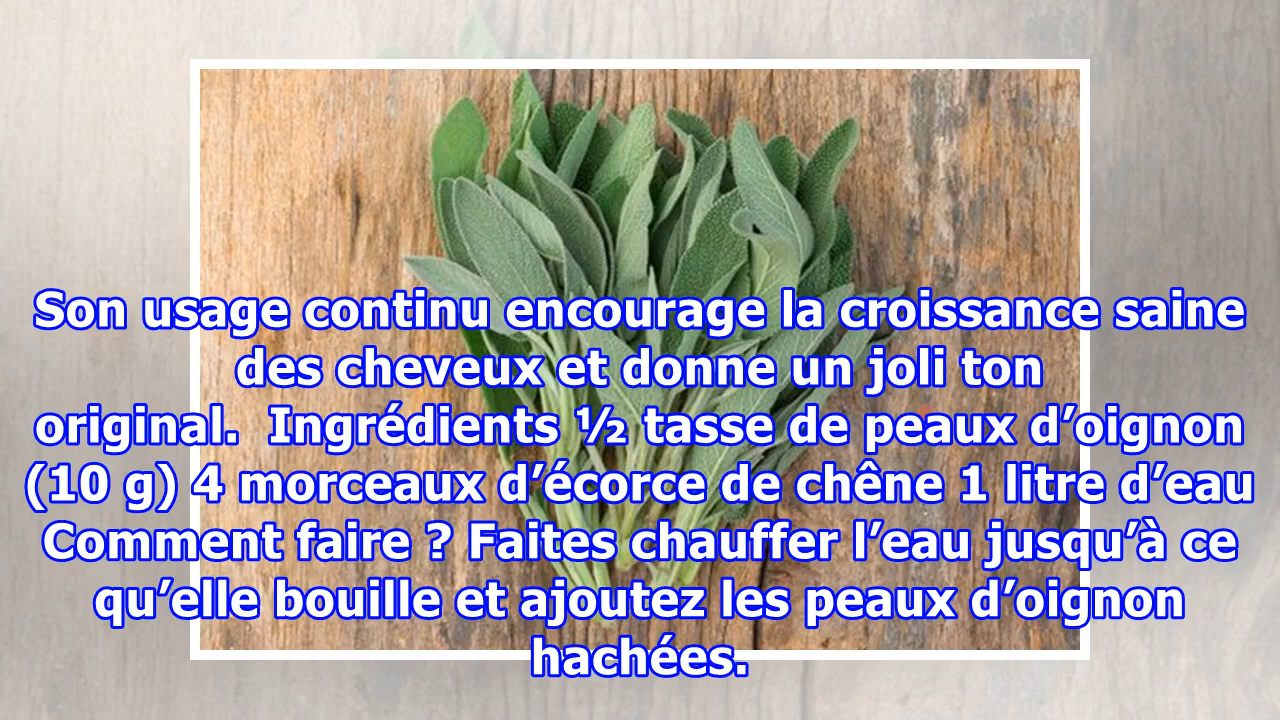 Son usage continu encourage la croissance saine
des cheveux et donne un joli ton
original.  Ingrédients ½ tasse de peaux d’oignon
(10 g) 4 morceaux d’écorce de chêne 1 litre d’eau
Comment faire ? Faites chauffer l’eau jusqu’à ce
qu’elle bouille et ajoutez les peaux d’oignon
hachées.